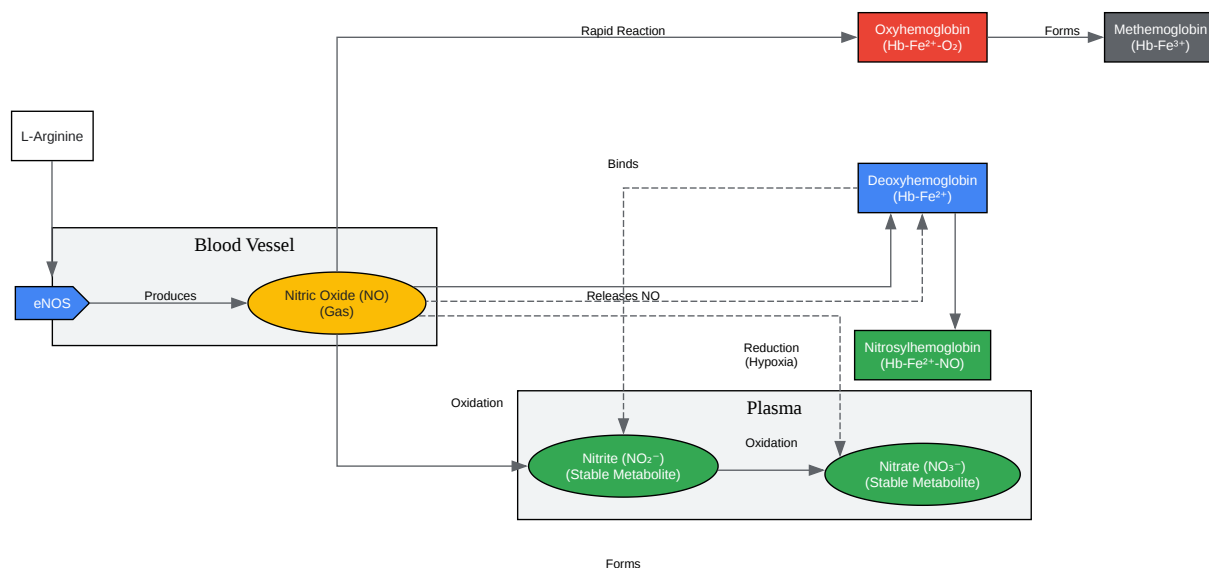 Rapid Reaction
Oxyhemoglobin
(Hb-Fe²⁺-O₂)
Forms
Methemoglobin
(Hb-Fe³⁺)
L-Arginine
Binds
Deoxyhemoglobin
(Hb-Fe²⁺)
Blood Vessel
eNOS
Produces
Nitric Oxide (NO)
(Gas)
Releases NO
Reduction
(Hypoxia)
Nitrosylhemoglobin
(Hb-Fe²⁺-NO)
Oxidation
Plasma
Nitrite (NO₂⁻)
(Stable Metabolite)
Oxidation
Nitrate (NO₃⁻)
(Stable Metabolite)
Forms